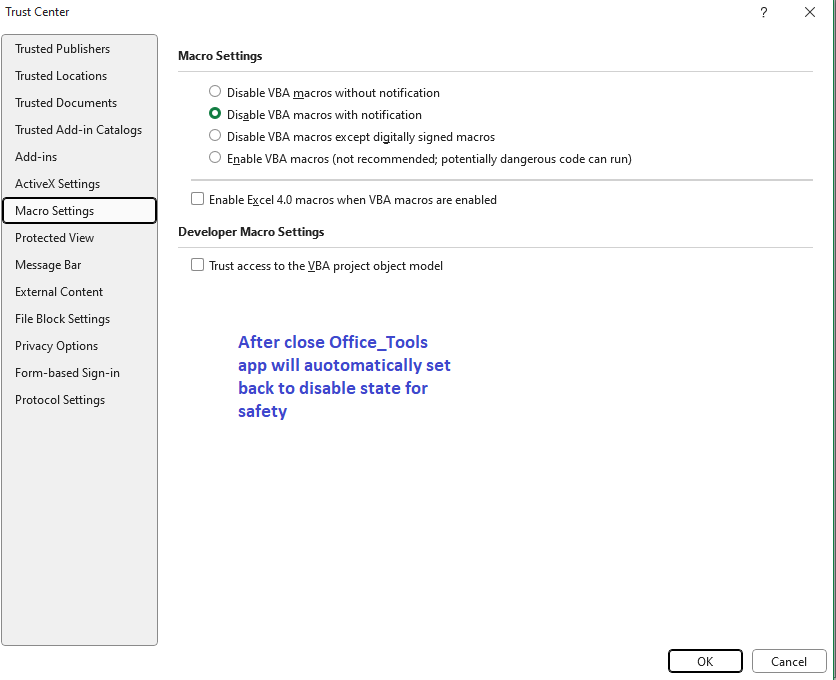 Trust Center
?
Trusted Publishers
Trusted Locations
Trusted Documents
Trusted Add-in Catalogs
Add-ins
ActiveX Settings
Macro Settings
Protected View
Message Bar
External Content
File Block Settings
Privacy Options
Form-based Sign-in
Protocol Settings
Macro Settings
Disable VBA macros without notification
Disable VBA macros with notification
Disable VBA macros except digitally signed macros
Enable VBA macros (not recommended; potentially dangerous code can run)
Enable Excel 4.0 macros when VBA macros are enabled
Developer Macro Settings
Trust access to the VBA project object model
After close Office_Tools
app will auotomatically set
back to disable state for
safety
OK
Cancel